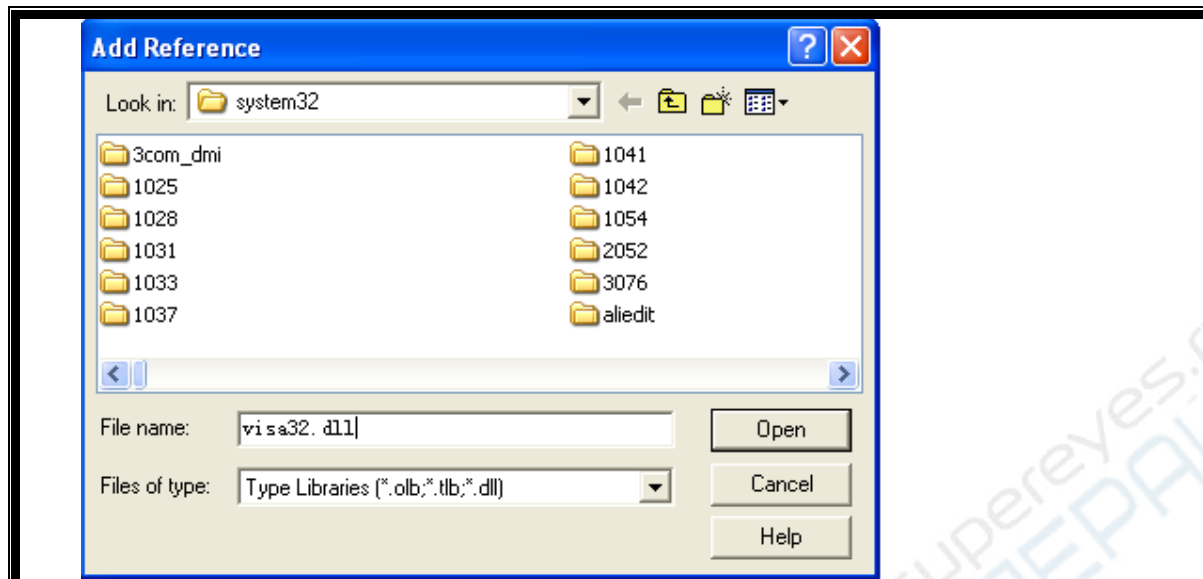 Add Reference
Look in: system32
3com_dmi
1025
1028
1031
1033
1037
1041
1042
1054
2052
3076
aliedit
File name: visa32.dll
Open
Files of type: Type Libraries (*.olb;*.tlb;*.dll)
Cancel
Help